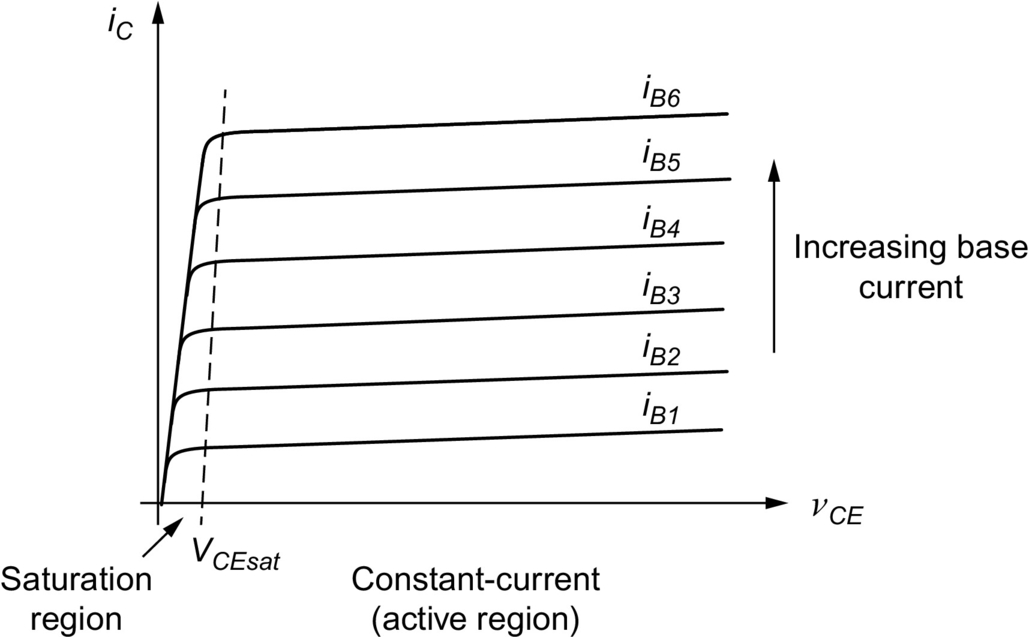 iC
iB6
iB5
iB4
Increasing base
current
iB3
iB2
iB1
vCE
VCEsat
Saturation
region
Constant-current
(active region)